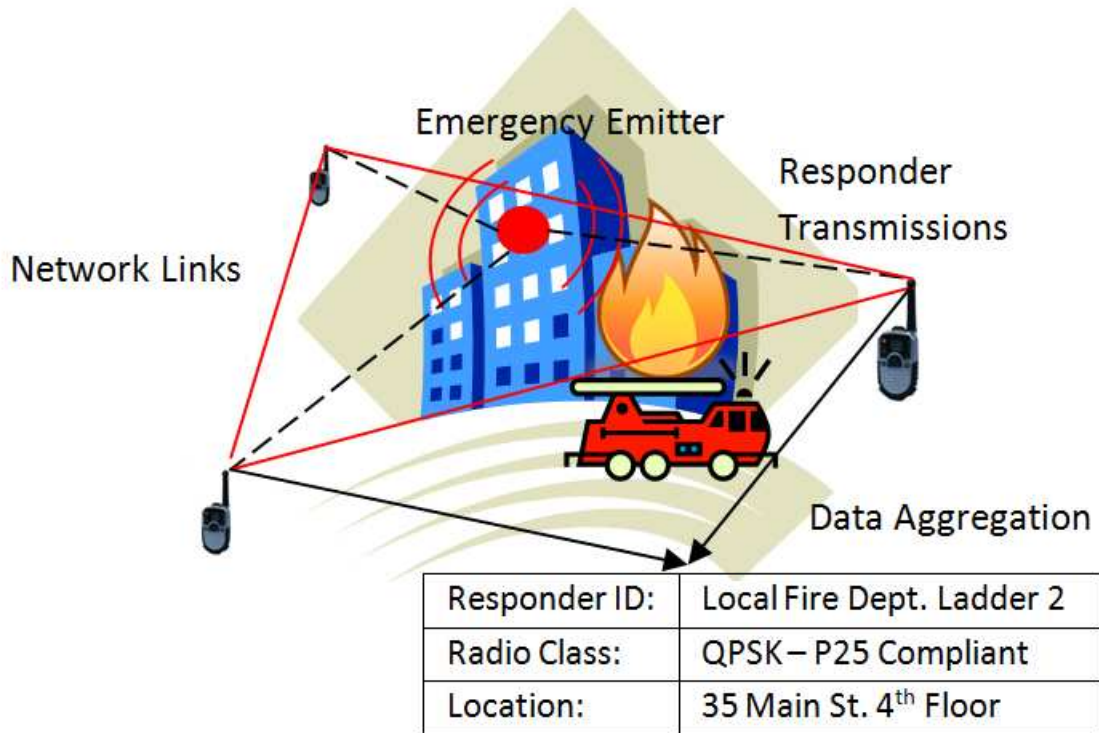 Emergency Emitter
Responder
Transmissions
Network Links
Data Aggregation
Responder ID: Local Fire Dept. Ladder 2
Radio Class: QPSK – P25 Compliant
Location: 35 Main St. 4th Floor